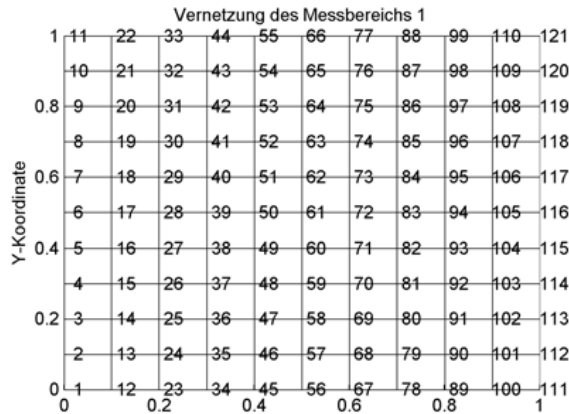 Vernetzung des Messbereichs 1
1 11 22 33 44 55 66 77 88 99 110 121
10 21 32 43 54 65 76 87 98 109 120
0.8 9 20 31 42 53 64 75 86 97 108 119
8 19 30 41 52 63 74 85 96 107 118
0.6 7 18 29 40 51 62 73 84 95 106 117
6 17 28 39 50 61 72 83 94 105 116
0.4 5 16 27 38 49 60 71 82 93 104 115
4 15 26 37 48 59 70 81 92 103 114
0.2 3 14 25 36 47 58 69 80 91 102 113
2 13 24 35 46 57 68 79 90 101 112
0 1 12 23 34 45 56 67 78 89 100 111
0 0.2 0.4 0.6 0.8 1
Y-Koordinate